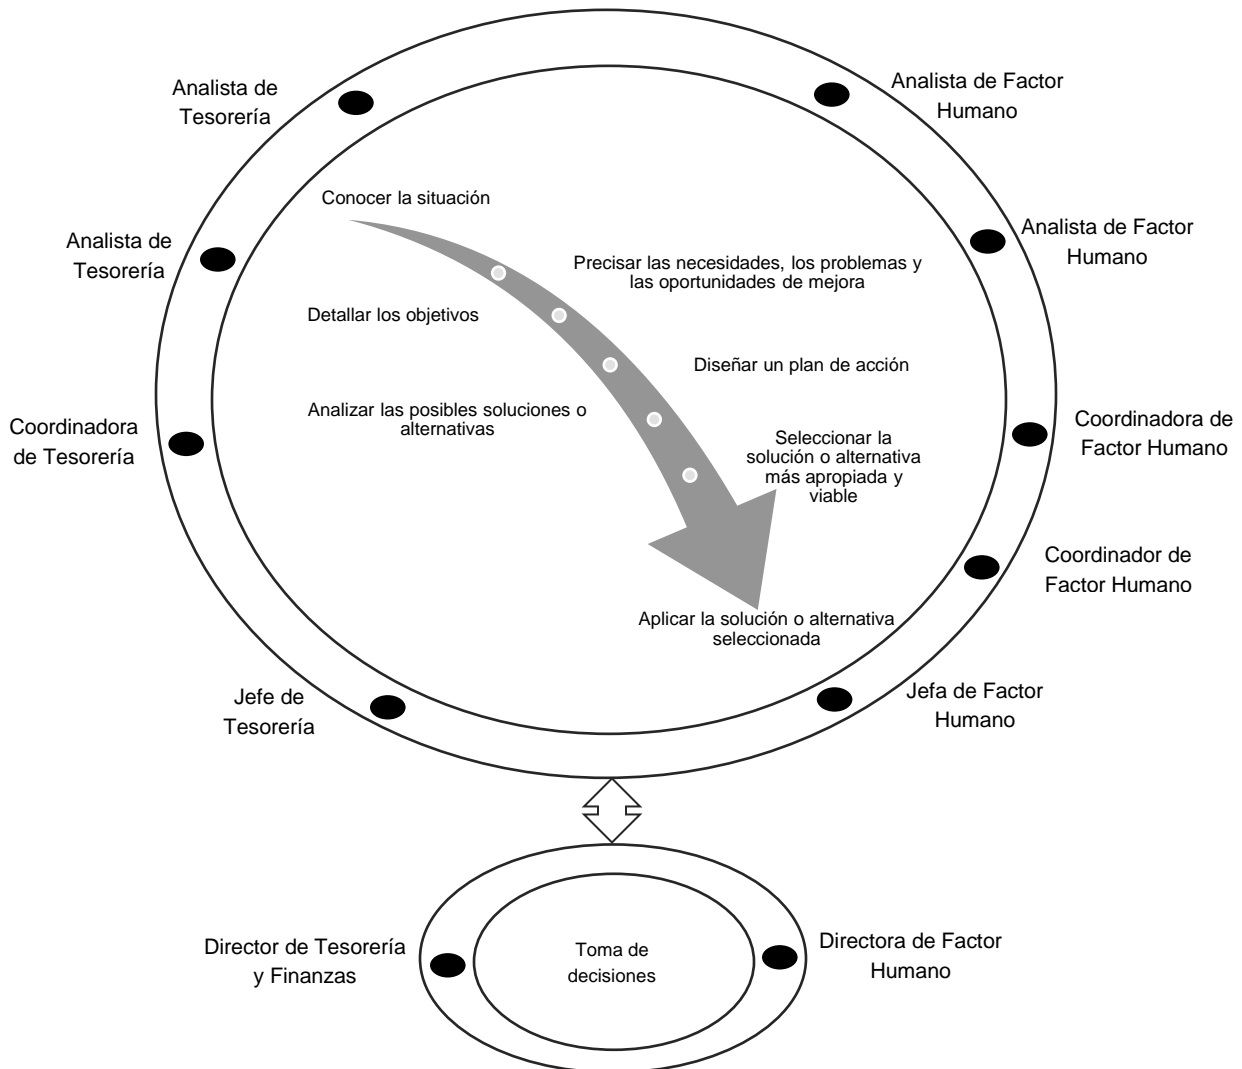 Analista de
Tesorería
Analista de Factor
Humano
Conocer la situación
Analista de
Tesorería
Analista de Factor
Humano
Precisar las necesidades, los problemas y
las oportunidades de mejora
Detallar los objetivos
Diseñar un plan de acción
Analizar las posibles soluciones o
alternativas
Coordinadora
de Tesorería
Seleccionar la
solución o alternativa
más apropiada y
viable
Coordinadora de
Factor Humano
Coordinador de
Factor Humano
Aplicar la solución o alternativa
seleccionada
Jefe de
Tesorería
Jefa de Factor
Humano
Director de Tesorería
y Finanzas
Toma de
decisiones
Directora de Factor
Humano